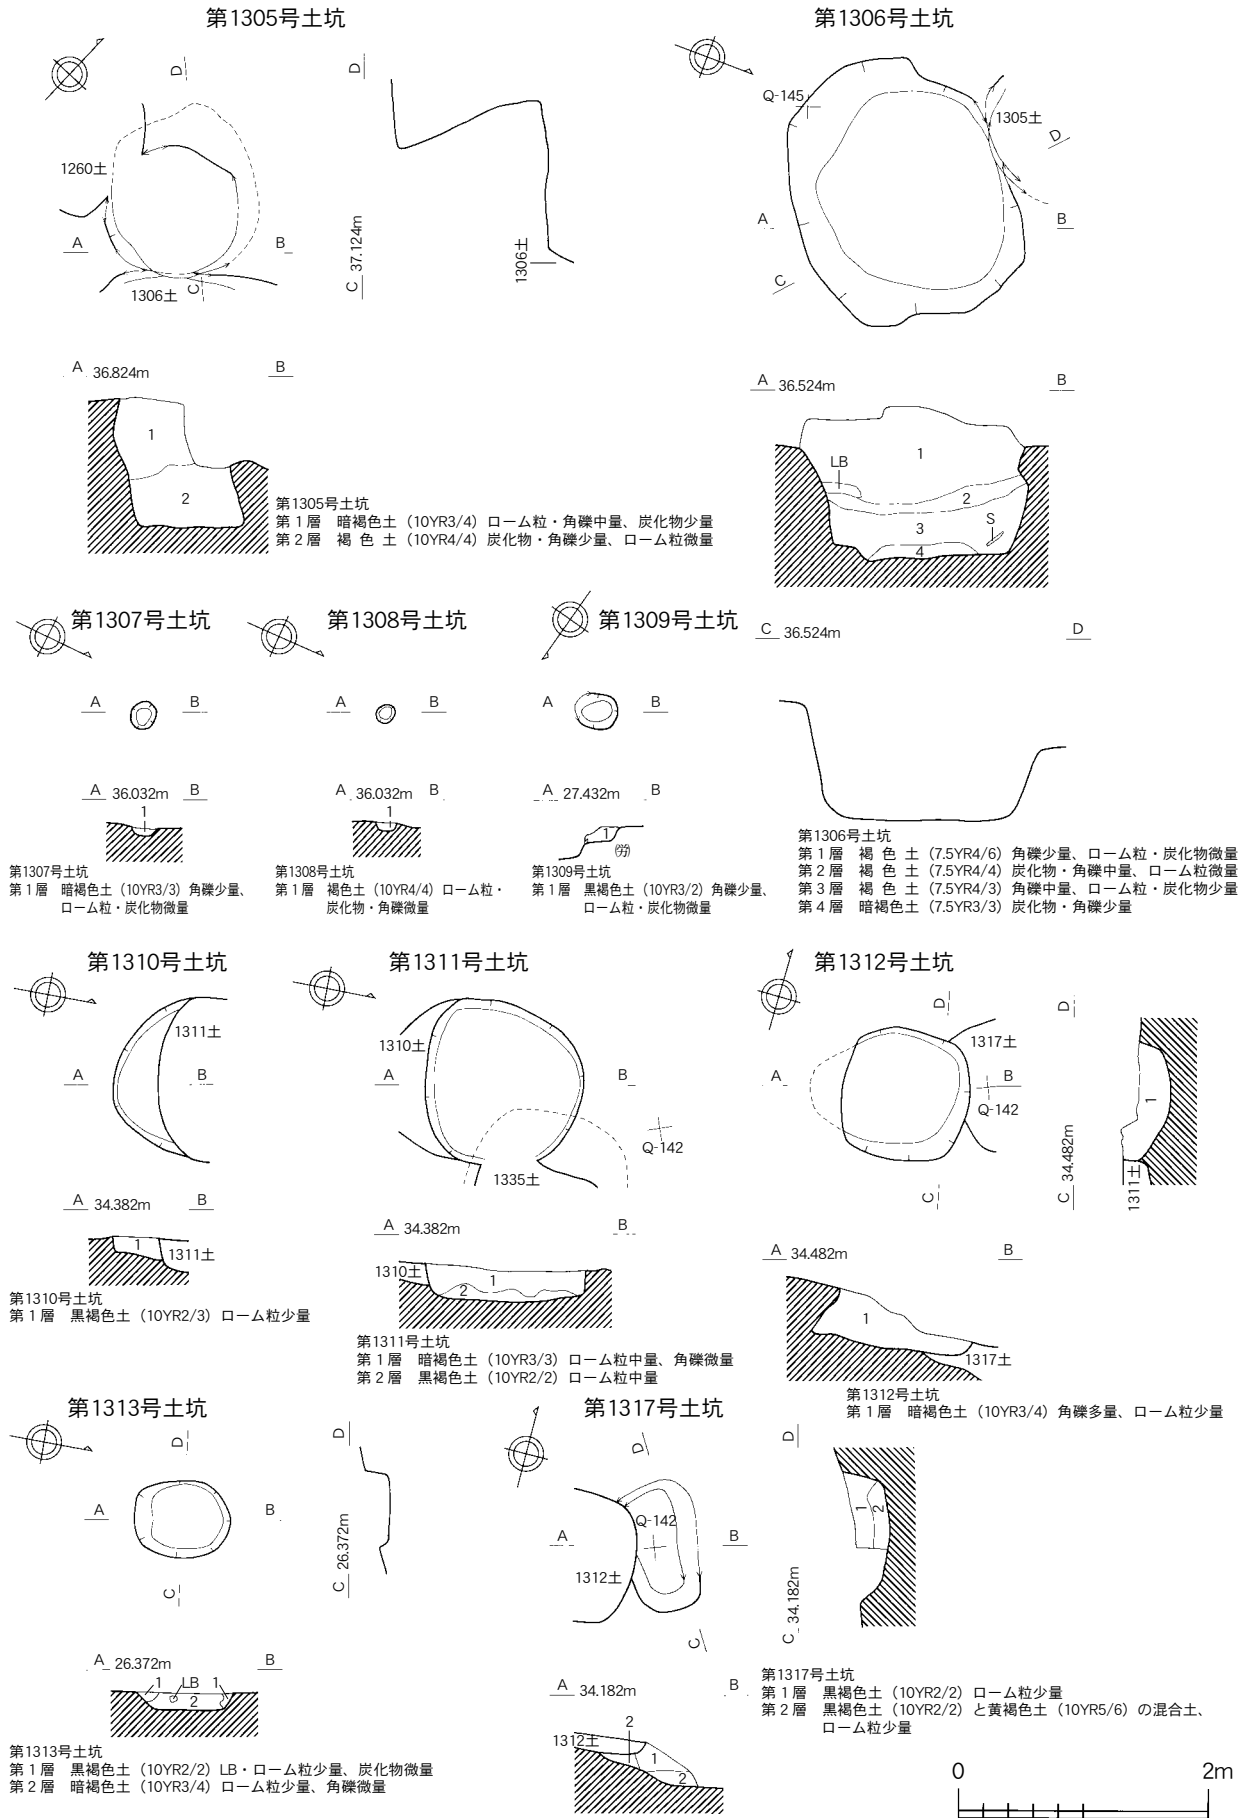 第1305号土坑
D
D
1260土
A
B
1306土
C
C 37.124m
1306土
A 36.824m
B
1
2
第1305号土坑
第１層　暗褐色土（10YR3/4）ローム粒・角礫中量、炭化物少量
第２層　褐 色 土（10YR4/4）炭化物・角礫少量、ローム粒微量
第1306号土坑
Q-145
1305土
D
A
B
C
A 36.524m
B
1
LB
2
3
S
4
C 36.524m
D
第1306号土坑
第１層　褐 色 土（7.5YR4/6）角礫少量、ローム粒・炭化物微量
第２層　褐 色 土（7.5YR4/4）炭化物・角礫中量、ローム粒微量
第３層　褐 色 土（7.5YR4/3）角礫中量、ローム粒・炭化物少量
第４層　暗褐色土（7.5YR3/3）炭化物・角礫少量
第1307号土坑
A
B
A 36.032m B
1
1307号土坑
第１層　暗褐色土（10YR3/3）角礫少量、
ローム粒・炭化物微量
第1308号土坑
A
B
A 36.032m B
1
第1308号土坑
第１層　褐色土（10YR4/4）ローム粒・
炭化物・角礫微量
第1309号土坑
A
B
A 27.432m B
1
第1309号土坑
第１層　黒褐色土（10YR3/2）角礫少量、
ローム粒・炭化物微量
第1310号土坑
1311土
A
B
A 34.382m B
1
1311土
第1310号土坑
第１層　黒褐色土（10YR2/3）ローム粒少量
第1311号土坑
1310土
A
B
Q-142
1335土
A 34.382m
B
1310土
1
2
第1311号土坑
第１層　暗褐色土（10YR3/3）ローム粒中量、角礫微量
第２層　黒褐色土（10YR2/2）ローム粒中量
第1312号土坑
D
D
1317土
A
B
Q-142
1
C
C 34.482m
1311土
A 34.482m
B
1
1317土
第1312号土坑
第１層　暗褐色土（10YR3/4）角礫多量、ローム粒少量
第1313号土坑
D
D
A
B
C
C 26.372m
A 26.372m
B
1 LB 1
2
第1313号土坑
第１層　黒褐色土（10YR2/2）LB・ローム粒少量、炭化物微量
第２層　暗褐色土（10YR3/4）ローム粒少量、角礫微量
第1317号土坑
D
D
Q-142
A
B
1312土
1
2
C
C 34.182m
A 34.182m
B
1312土
2
1
2
第1317号土坑
第１層　黒褐色土（10YR2/2）ローム粒少量
第２層　黒褐色土（10YR2/2）と黄褐色土（10YR5/6）の混合土、
ローム粒少量
0
2m